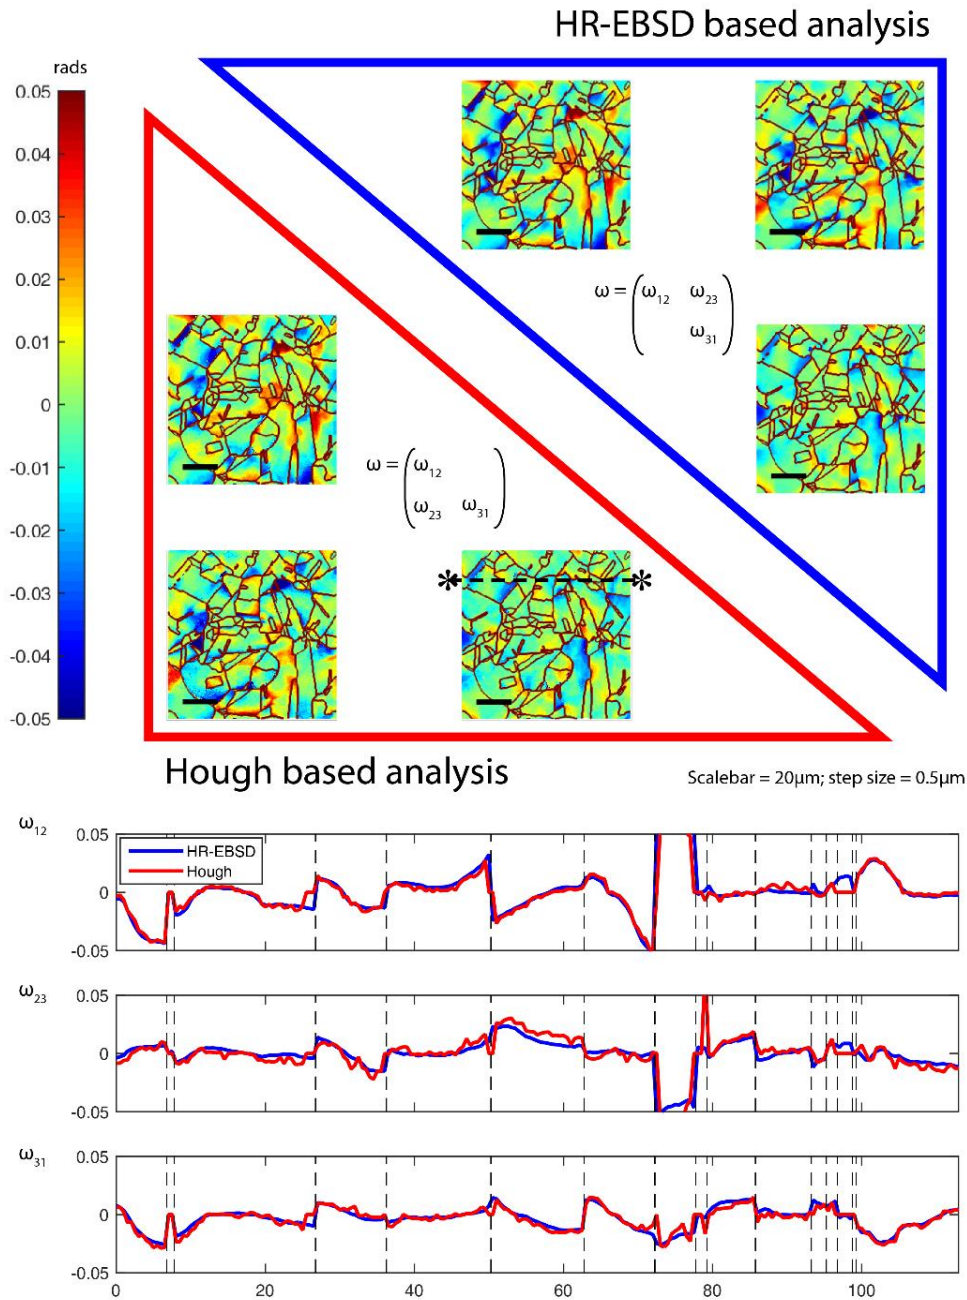 HR-EBSD based analysis
rads
0.05
0.04
0.03
0.02
0.01
0
-0.01
-0.02
-0.03
-0.04
-0.05
ω = ( ω12 ω23
ω31 )
ω = ( ω12
ω23 ω31 )
* *
Hough based analysis
Scalebar = 20μm; step size = 0.5μm
ω12
0.05
0
-0.05
HR-EBSD
Hough
ω23
0.05
0
-0.05
ω31
0.05
0
-0.05
0 20 40 60 80 100